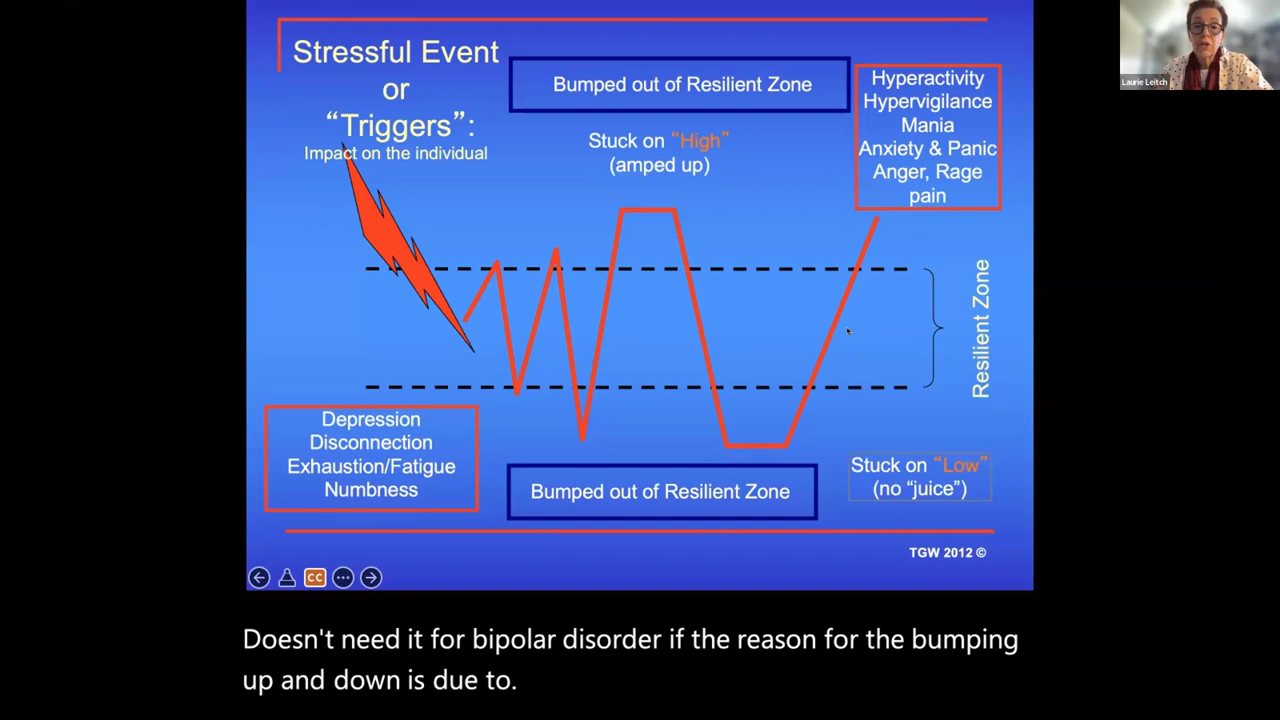 Stressful Event
or
“Triggers”:
Impact on the individual
Bumped out of Resilient Zone
Stuck on “High”
(amped up)
Hyperactivity
Hypervigilance
Mania
Anxiety & Panic
Anger, Rage
pain
Laurie Leitch
Resilient Zone
Depression
Disconnection
Exhaustion/Fatigue
Numbness
Bumped out of Resilient Zone
Stuck on “Low”
(no “juice”)
TGW 2012 ©
CC
Doesn't need it for bipolar disorder if the reason for the bumping
up and down is due to.